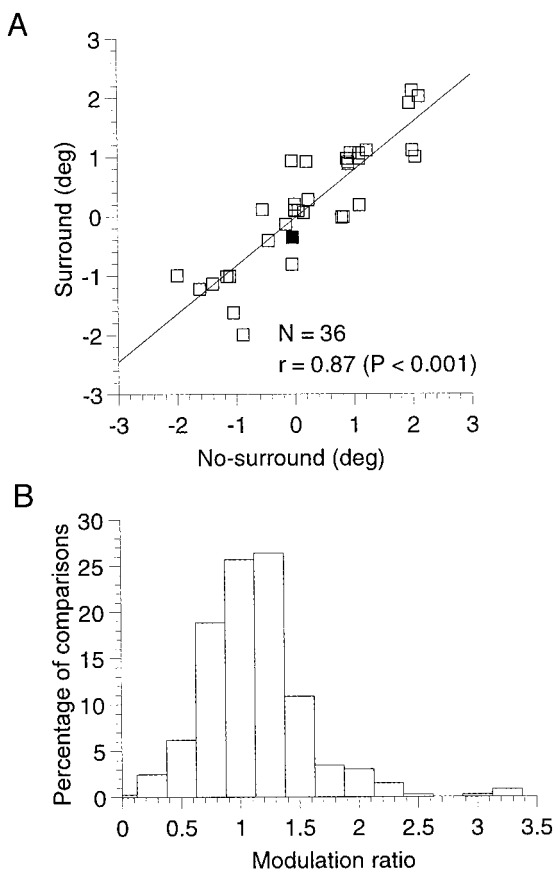 A
3
2
1
0
-1
-2
-3
Surround (deg)
N = 36
r = 0.87 (P < 0.001)
-3 -2 -1 0 1 2 3
No-surround (deg)
B
30
25
20
15
10
5
0
Percentage of comparisons
0 0.5 1 1.5 2 2.5 3 3.5
Modulation ratio